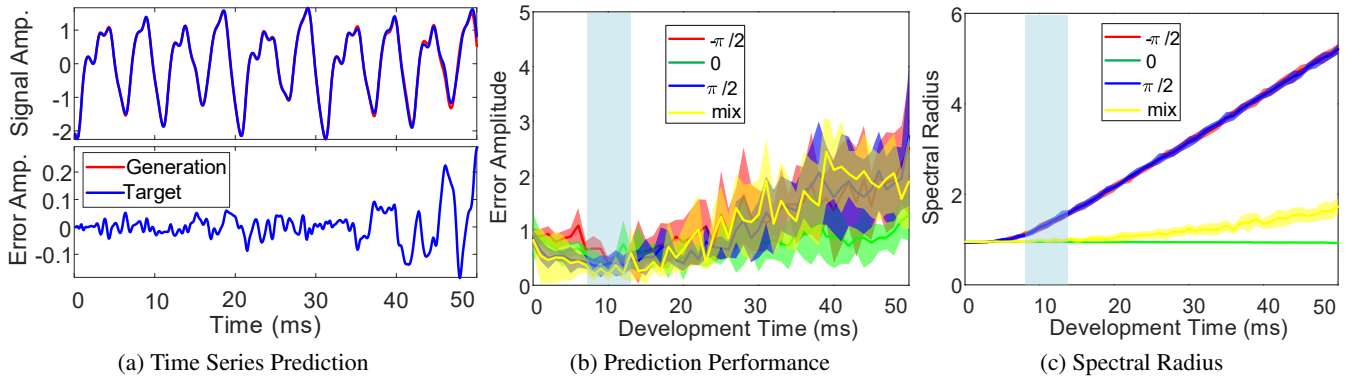 Signal Amp.
1
0
-1
-2
Error Amp.
0.2
0.1
0
-0.1
Generation
Target
0 10 20 30 40 50
Time (ms)
(a) Time Series Prediction
Error Amplitude
5
4
3
2
1
0
-π /2
0
π /2
mix
0 10 20 30 40 50
Development Time (ms)
(b) Prediction Performance
Spectral Radius
6
4
2
0
-π /2
0
π /2
mix
0 10 20 30 40 50
Development Time (ms)
(c) Spectral Radius